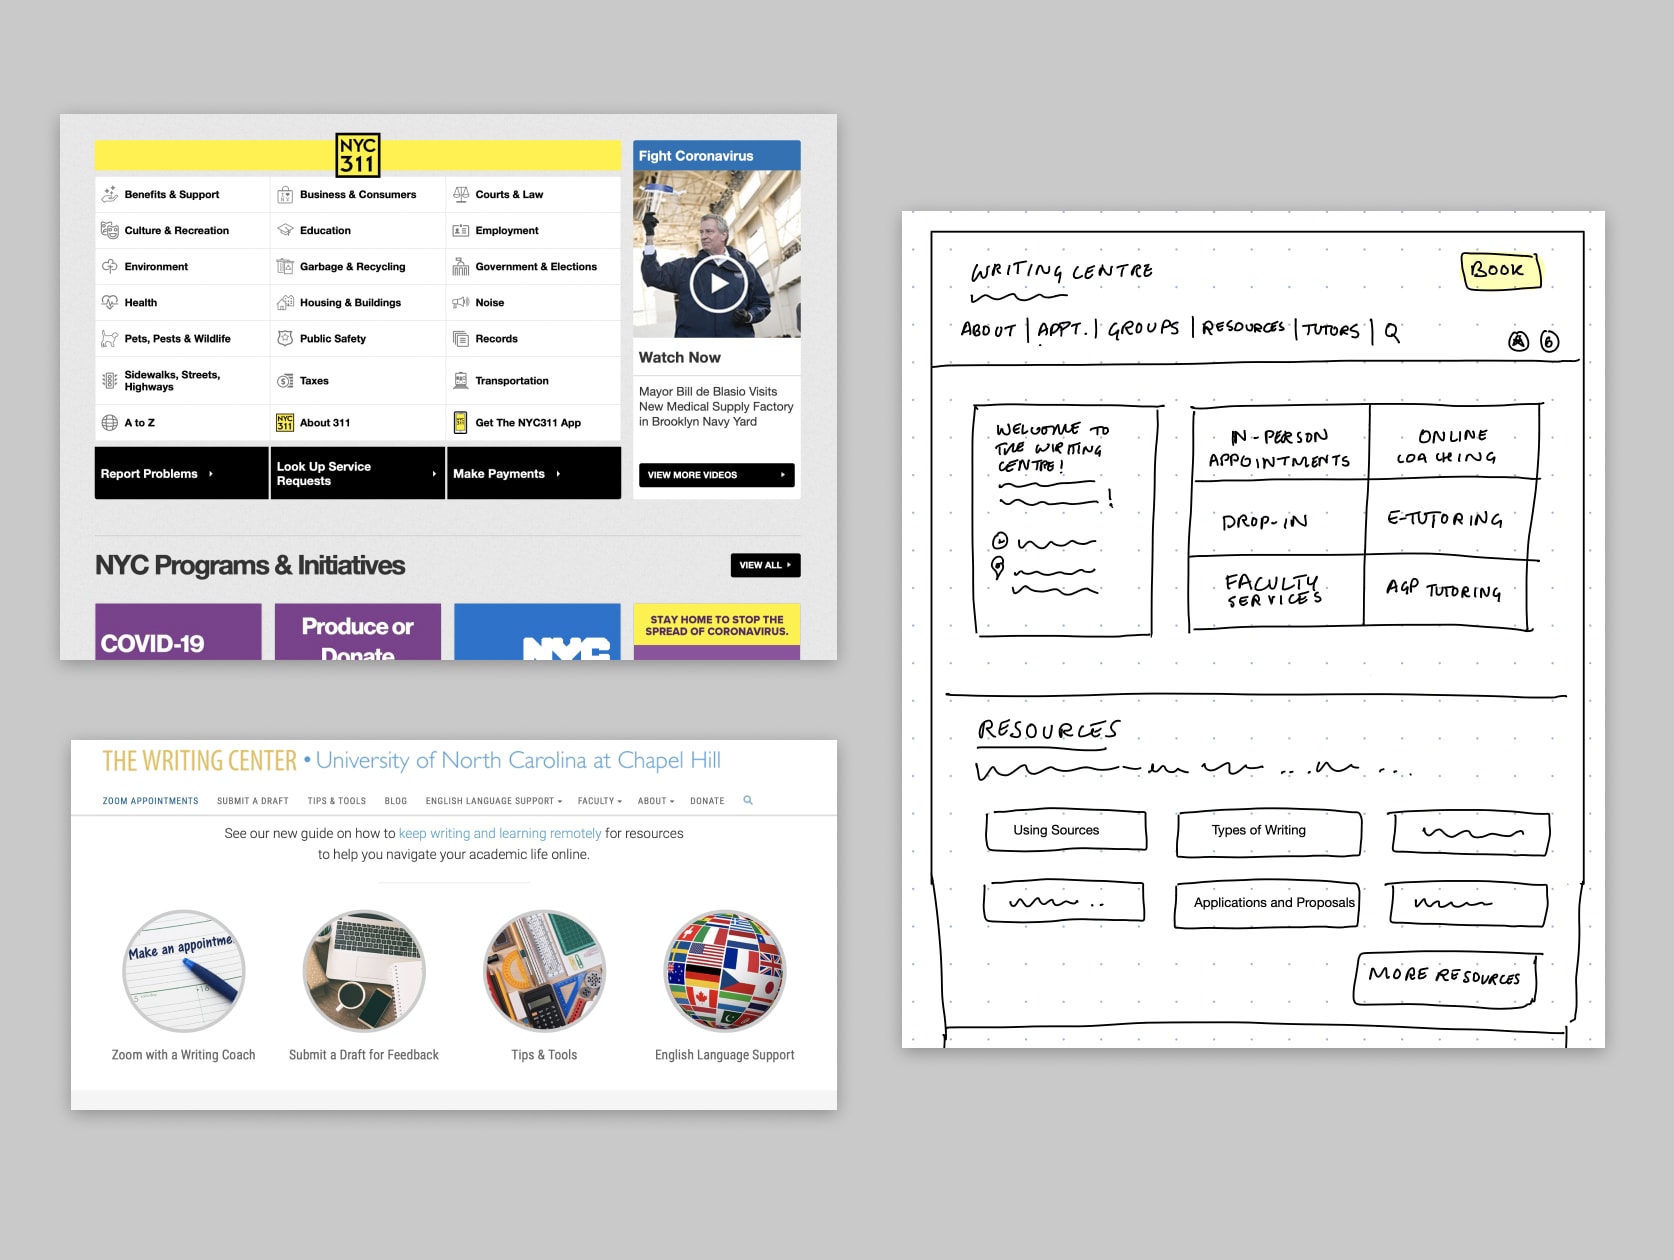 NYC
311
Benefits & Support
Business & Consumers
Courts & Law
Culture & Recreation
Education
Employment
Environment
Garbage & Recycling
Government & Elections
Health
Housing & Buildings
Noise
Pets, Pests & Wildlife
Public Safety
Records
Sidewalks, Streets,
Highways
Taxes
Transportation
A to Z
NYC
311
About 311
NYC
311
Get The NYC311 App
Report Problems
Look Up Service
Requests
Make Payments
Fight Coronavirus
Watch Now
Mayor Bill de Blasio Visits
New Medical Supply Factory
in Brooklyn Navy Yard
VIEW MORE VIDEOS
NYC Programs & Initiatives
VIEW ALL
COVID-19
Produce or
Donate
NYC
STAY HOME TO STOP THE
SPREAD OF CORONAVIRUS.
THE WRITING CENTER • University of North Carolina at Chapel Hill
ZOOM APPOINTMENTS
SUBMIT A DRAFT
TIPS & TOOLS
BLOG
ENGLISH LANGUAGE SUPPORT
FACULTY
ABOUT
DONATE
See our new guide on how to keep writing and learning remotely for resources
to help you navigate your academic life online.
Make an appointme
Zoom with a Writing Coach
Submit a Draft for Feedback
Tips & Tools
English Language Support
WRITING CENTRE
BOOK
ABOUT | APPT. | GROUPS | RESOURCES | TUTORS |
WELCOME TO
THE WRITING
CENTRE!
!
IN-PERSON
APPOINTMENTS
ONLINE
COACHING
DROP-IN
E-TUTORING
FACULTY
SERVICES
AGP TUTORING
RESOURCES
Using Sources
Types of Writing
Applications and Proposals
MORE RESOURCES